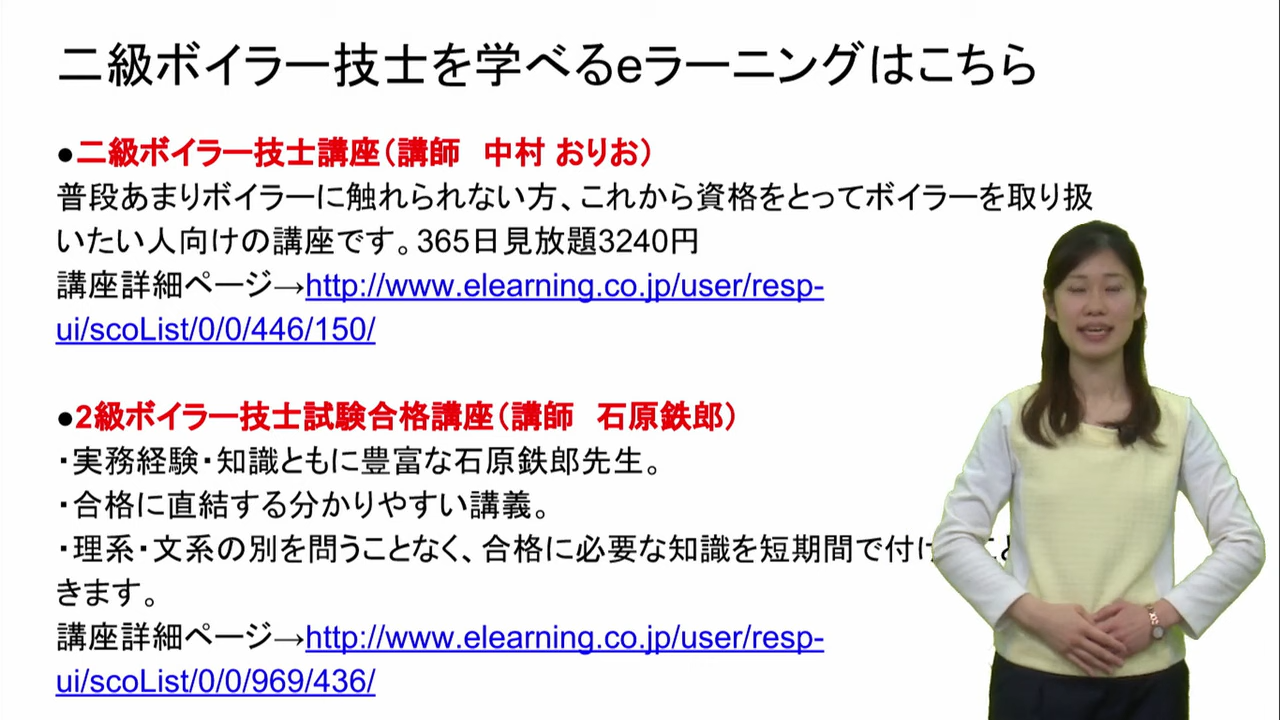 二級ボイラー技士を学べるeラーニングはこちら
●二級ボイラー技士講座（講師　中村 おりお）
普段あまりボイラーに触れられない方、これから資格をとってボイラーを取り扱
いたい人向けの講座です。365日見放題3240円
講座詳細ページ→http://www.elearning.co.jp/user/resp-
ui/scoList/0/0/446/150/
●2級ボイラー技士試験合格講座（講師　石原鉄郎）
・実務経験・知識ともに豊富な石原鉄郎先生。
・合格に直結する分かりやすい講義。
・理系・文系の別を問うことなく、合格に必要な知識を短期間で付け こと
きます。
講座詳細ページ→http://www.elearning.co.jp/user/resp-
ui/scoList/0/0/969/436/